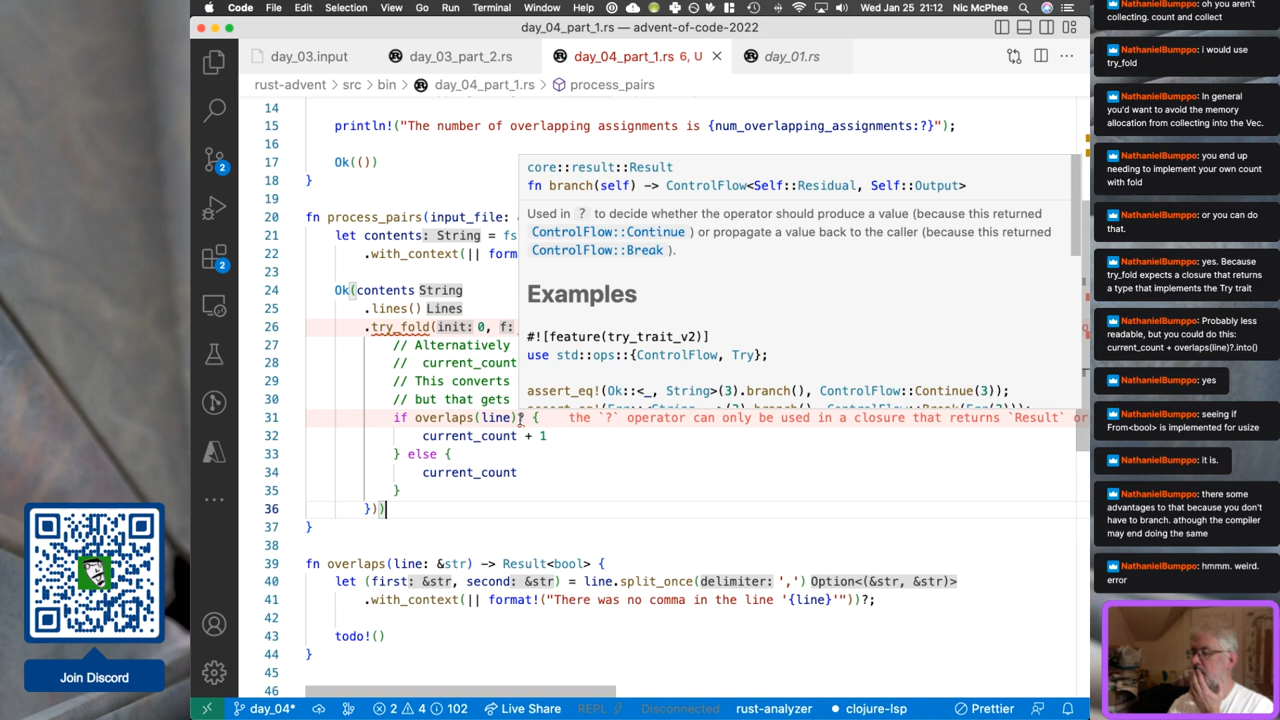 Code File Edit Selection View Go Run Terminal Window Help Wed Jan 25 21:12 Nic McPhee
day_04_part_1.rs — advent-of-code-2022
day_03.input day_03_part_2.rs day_04_part_1.rs 6, U day_01.rs
rust-advent > src > bin > day_04_part_1.rs > process_pairs
14
15 println!("The number of overlapping assignments is {num_overlapping_assignments:?}");
16
17 Ok(())
18 }
19
20 fn process_pairs(input_file:
21 let contents: String = fs
22 .with_context(|| form
23
24 Ok(contents String
25 .lines() Lines
26 .try_fold(init: 0, f:
27 // Alternatively
28 // current_count
29 // This converts
30 // but that gets
31 if overlaps(line)? { the `?` operator can only be used in a closure that returns `Result` or
32 current_count + 1
33 } else {
34 current_count
35 }
36 }))
37 }
38
39 fn overlaps(line: &str) -> Result<bool> {
40 let (first: &str, second: &str) = line.split_once(delimiter: ',') Option<(&str, &str)>
41 .with_context(|| format!("There was no comma in the line '{line}'"))?;
42
43 todo!()
44 }
45
46
core::result::Result
fn branch(self) -> ControlFlow<Self::Residual, Self::Output>
Used in ? to decide whether the operator should produce a value (because this returned
ControlFlow::Continue ) or propagate a value back to the caller (because this returned
ControlFlow::Break ).
Examples
#![feature(try_trait_v2)]
use std::ops::{ControlFlow, Try};
assert_eq!(Ok::<_, String>(3).branch(), ControlFlow::Continue(3));
2
2
day_04* 2 4 102 Live Share REPL Disconnected rust-analyzer clojure-lsp Prettier
Join Discord
NathanielBumppo: oh you aren't
collecting. count and collect
NathanielBumppo: i would use
try_fold
NathanielBumppo: In general
you'd want to avoid the memory
allocation from collecting into the Vec.
NathanielBumppo: you end up
needing to implement your own count
with fold
NathanielBumppo: or you can do
that.
NathanielBumppo: yes. Because
try_fold expects a closure that returns
a type that implements the Try trait
NathanielBumppo: Probably less
readable, but you could do this:
current_count + overlaps(line)?.into()
NathanielBumppo: yes
NathanielBumppo: seeing if
From<bool> is implemented for usize
NathanielBumppo: it is.
NathanielBumppo: there some
advantages to that because you don't
have to branch. athough the compiler
may end doing the same
NathanielBumppo: hmmm. weird.
error